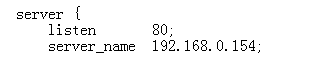 server {
    listen       80;
    server_name  192.168.0.154;